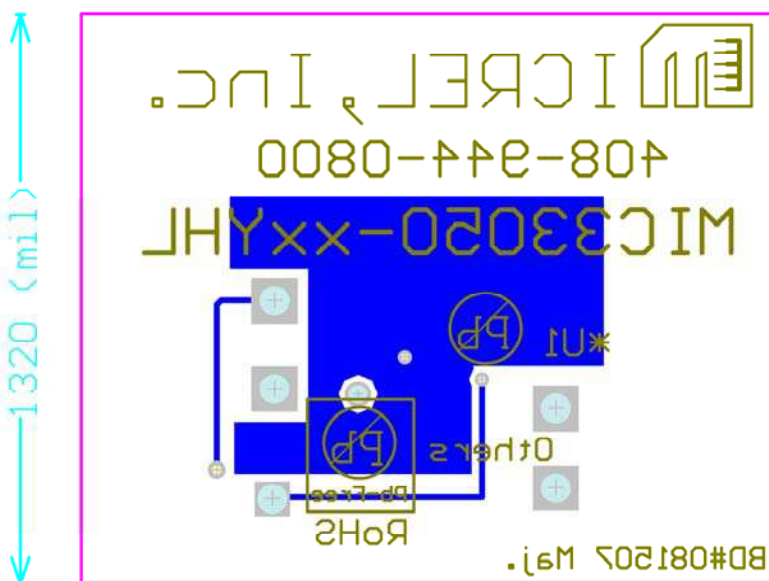 MICREL, Inc.
408-944-0800
MIC33050-xxYHL
Pb
*U1
Pb
Others
Pb-Free
RoHS
BD#081507 Maj.
1320 (mil)